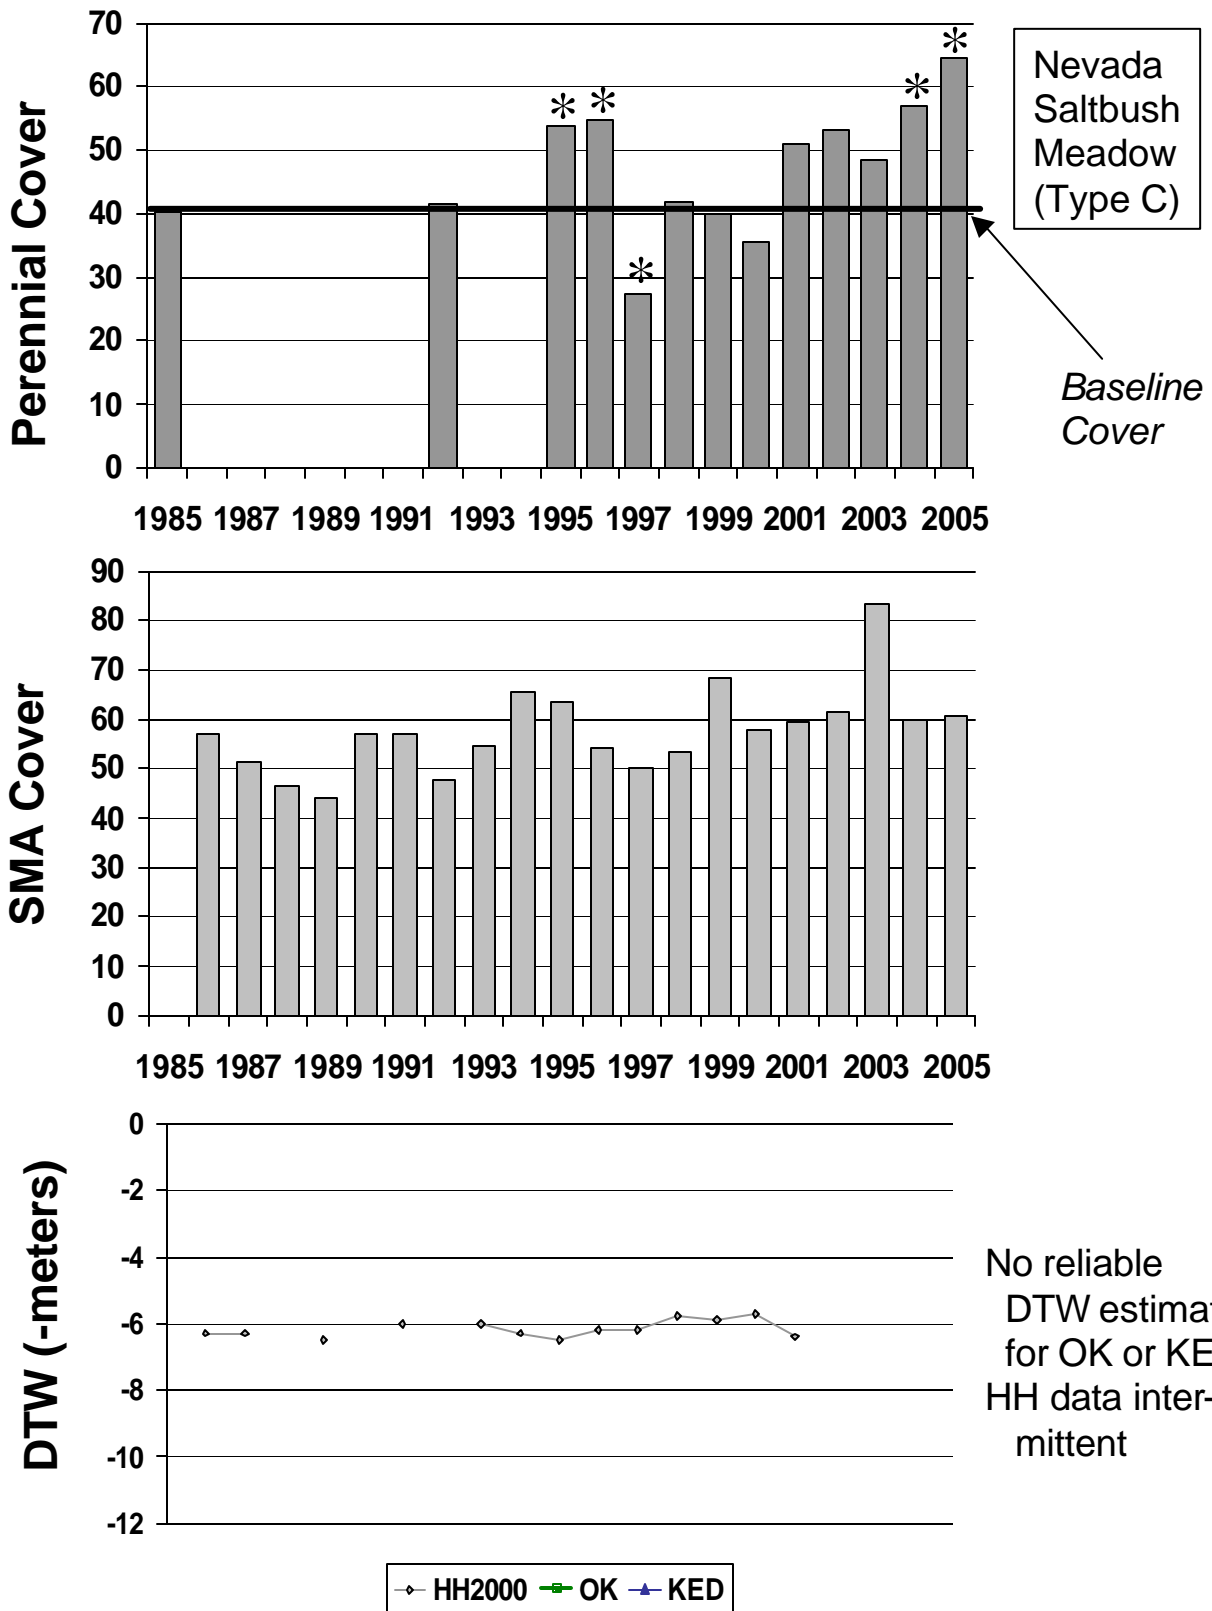 70
60
50
40
30
20
10
0
Perennial Cover
* * * * *
1985 1987 1989 1991 1993 1995 1997 1999 2001 2003 2005
Nevada
Saltbush
Meadow
(Type C)
Baseline
Cover
90
80
70
60
50
40
30
20
10
0
SMA Cover
1985 1987 1989 1991 1993 1995 1997 1999 2001 2003 2005
0
-2
-4
-6
-8
-10
-12
DTW (-meters)
No reliable
DTW estimat
for OK or KE
HH data inter-
mittent
HH2000 OK KED